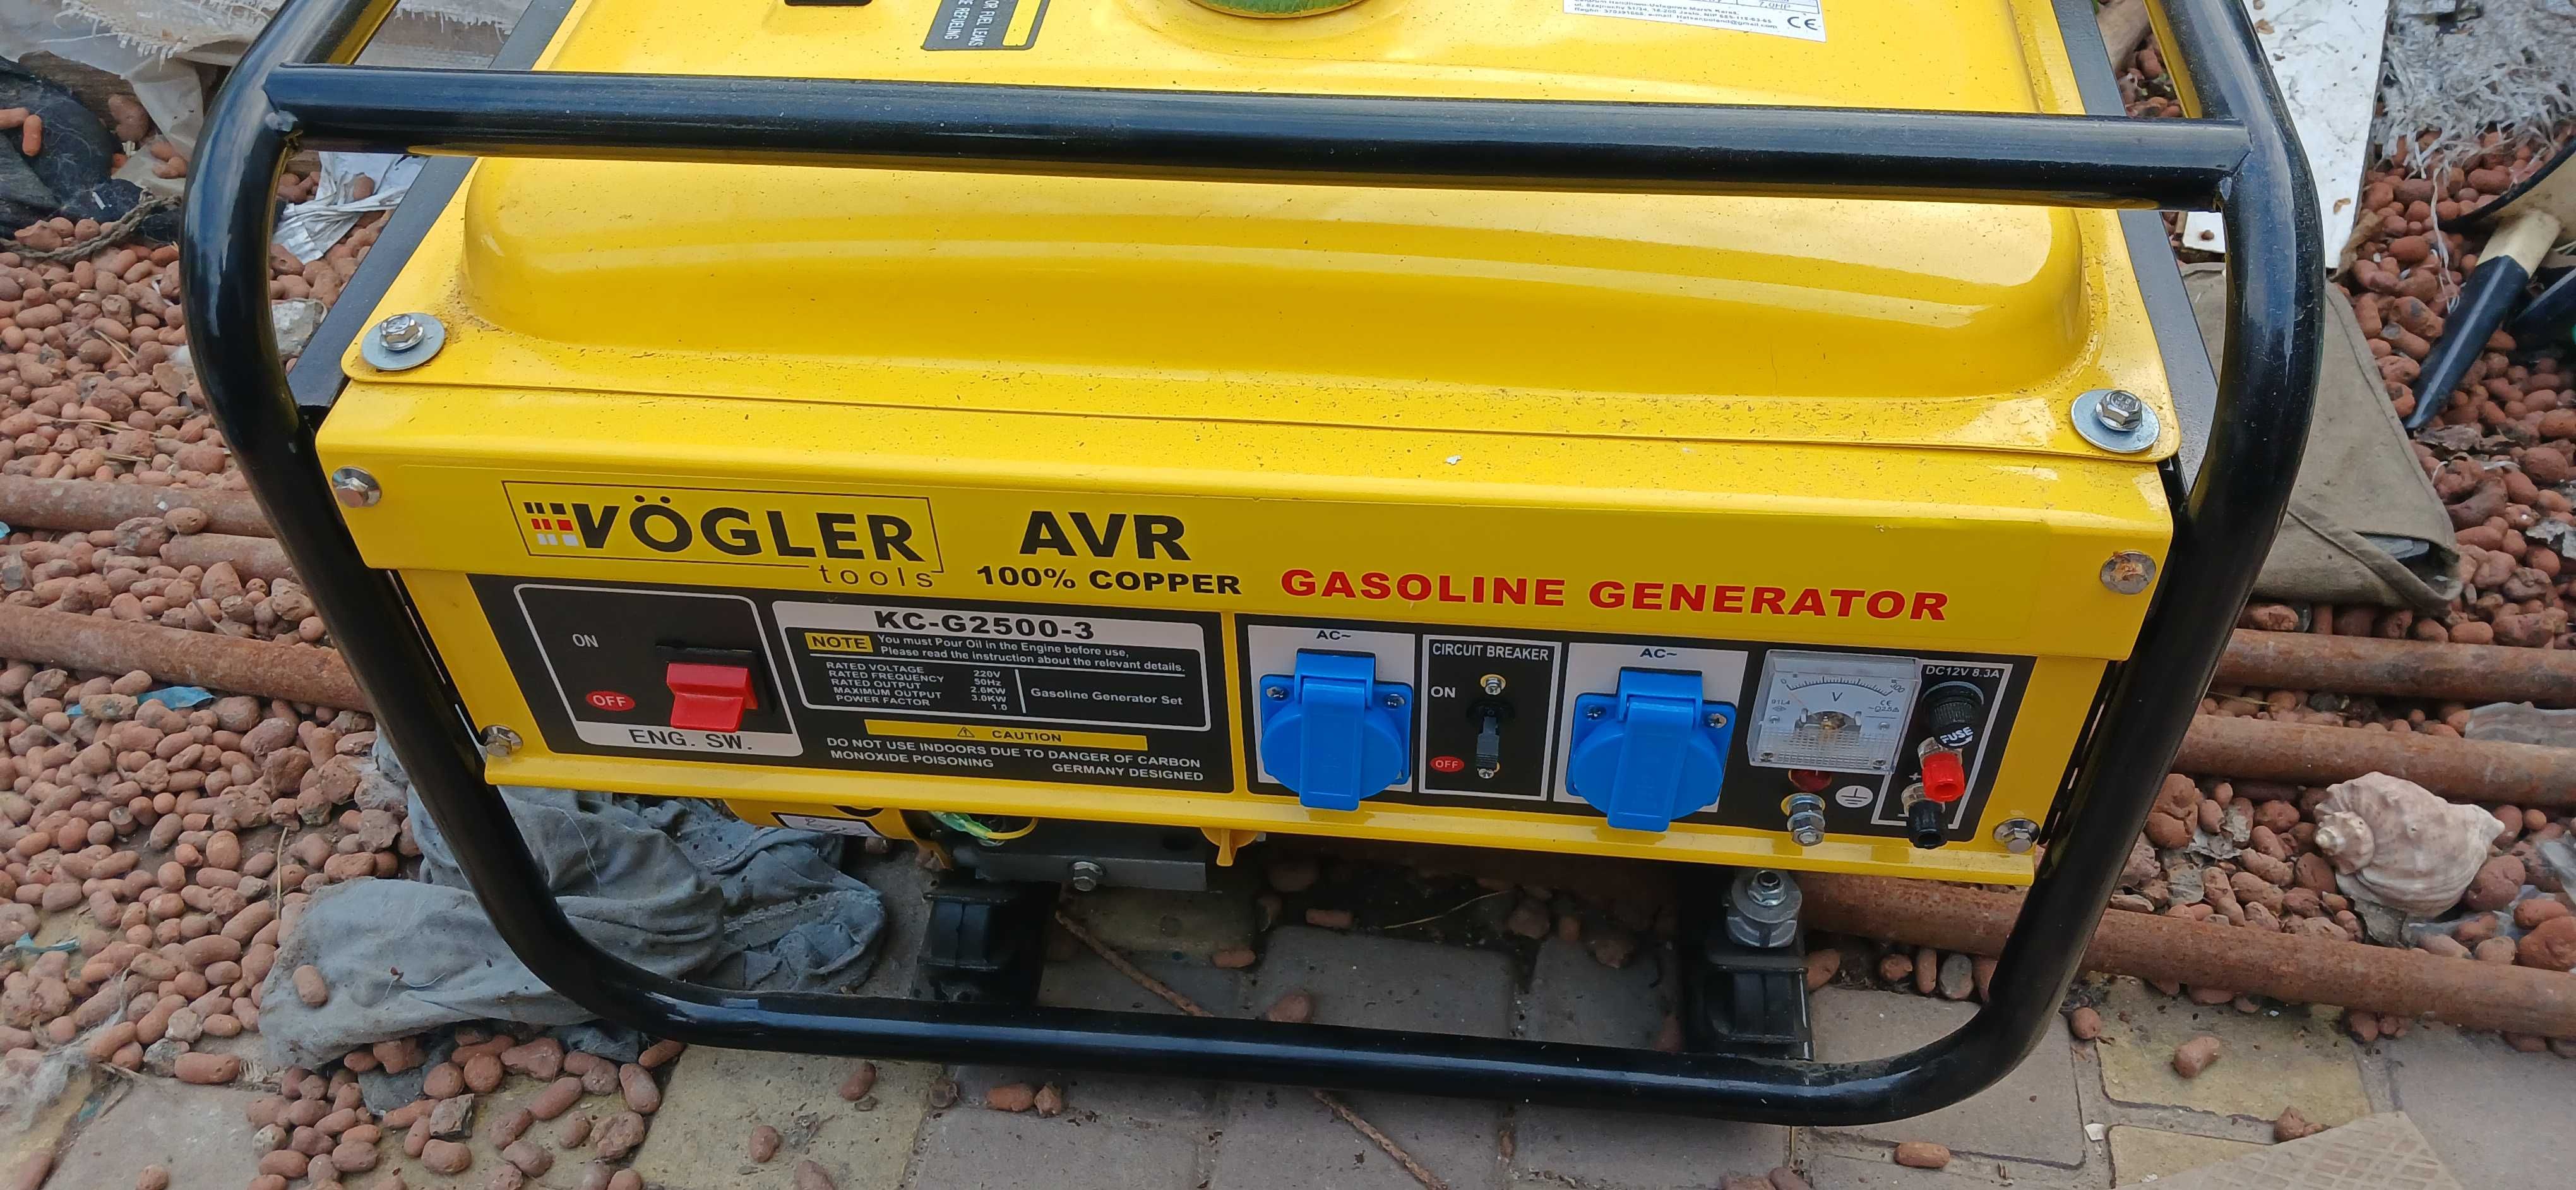 OR FUEL LEAKS
E REFUELING
CE
VÖGLER
tools
AVR
100% COPPER
GASOLINE GENERATOR
ON
OFF
ENG. SW.
KC-G2500-3
NOTE You must Pour Oil in the Engine before use,
Please read the instruction about the relevant details.
RATED VOLTAGE 220V
RATED FREQUENCY 50Hz
RATED OUTPUT 2.6KW
MAXIMUM OUTPUT 3.0KW
POWER FACTOR 1.0
Gasoline Generator Set
CAUTION
DO NOT USE INDOORS DUE TO DANGER OF CARBON
MONOXIDE POISONING
GERMANY DESIGNED
AC~
CIRCUIT BREAKER
ON
OFF
AC~
V
DC12V 8.3A
FUSE
+